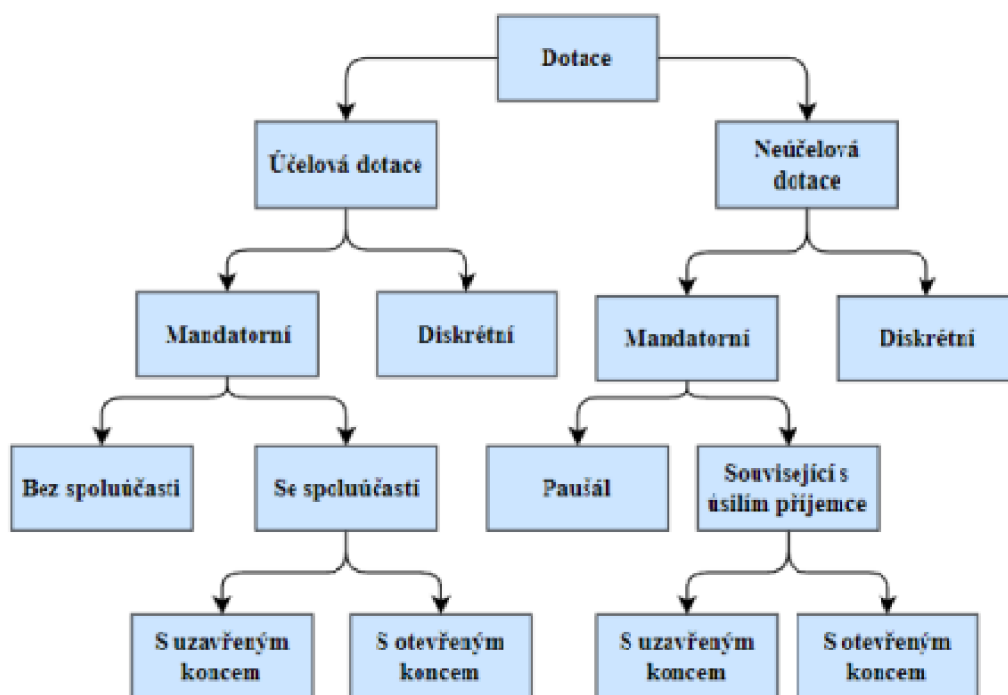 Dotace
Účelová dotace
Neúčelová
dotace
Mandatorní
Diskrétní
Mandatorní
Diskrétní
Bez spoluúčasti
Se spoluúčastí
Paušál
Související s
úsilím příjemce
S uzavřeným
koncem
S otevřeným
koncem
S uzavřeným
koncem
S otevřeným
koncem